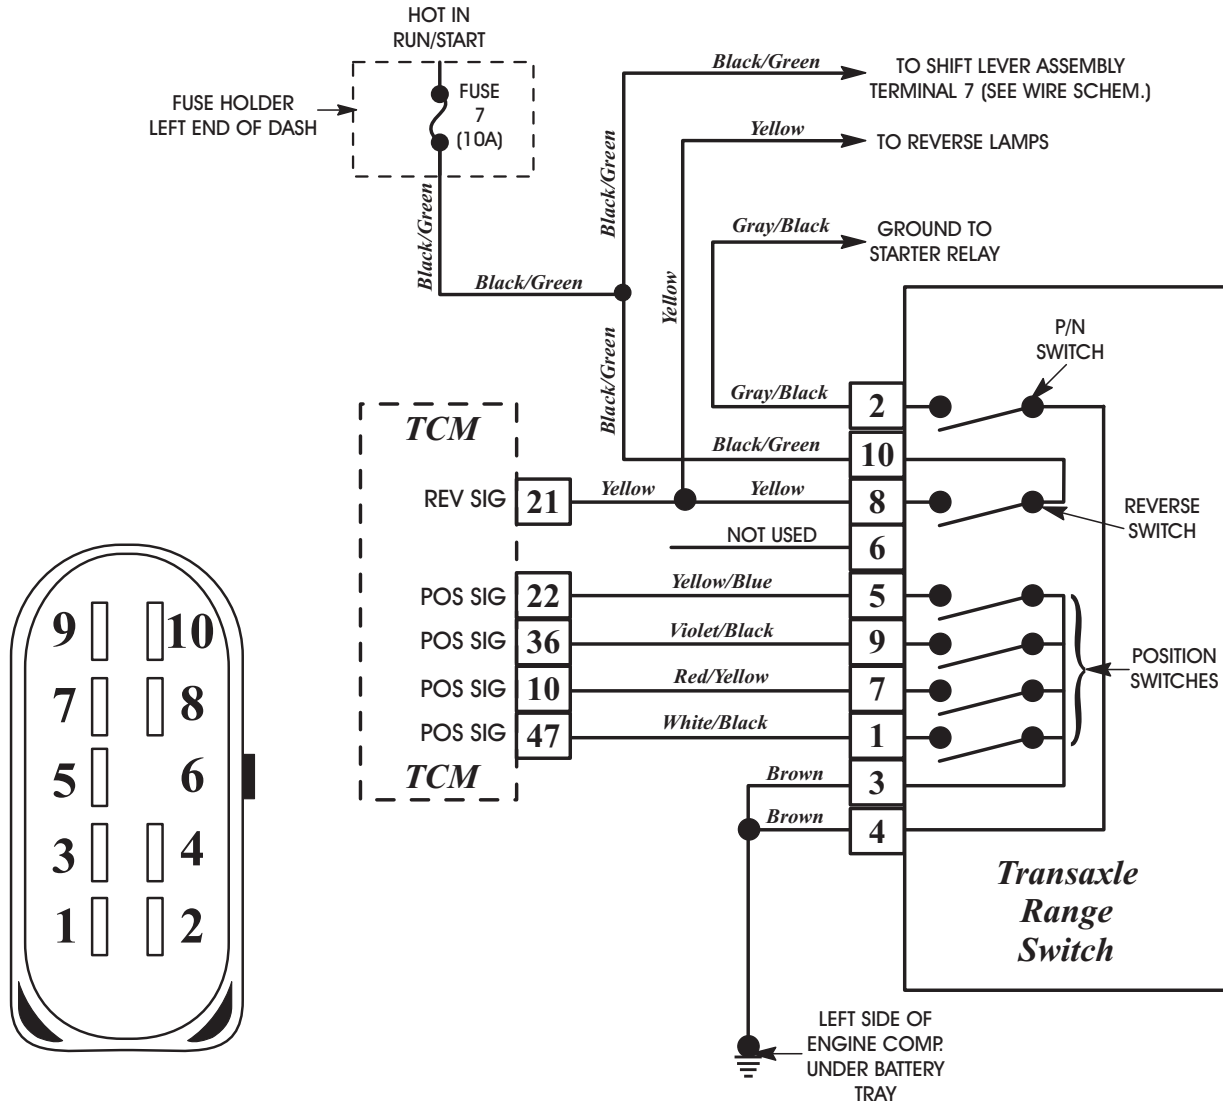 HOT IN
RUN/START
FUSE HOLDER
LEFT END OF DASH
FUSE
7
(10A)
Black/Green
TO SHIFT LEVER ASSEMBLY
TERMINAL 7 (SEE WIRE SCHEM.)
Yellow
TO REVERSE LAMPS
Black/Green
Black/Green
Gray/Black
GROUND TO
STARTER RELAY
Black/Green
Yellow
Black/Green
P/N
SWITCH
Gray/Black
2
TCM
Black/Green
10
REV SIG
21
Yellow
Yellow
8
REVERSE
SWITCH
NOT USED
6
POS SIG
22
Yellow/Blue
5
POS SIG
36
Violet/Black
9
POS SIG
10
Red/Yellow
7
POSITION
SWITCHES
POS SIG
47
White/Black
1
TCM
Brown
3
Brown
4
9
10
7
8
5
6
3
4
1
2
Transaxle
Range
Switch
LEFT SIDE OF
ENGINE COMP.
UNDER BATTERY
TRAY